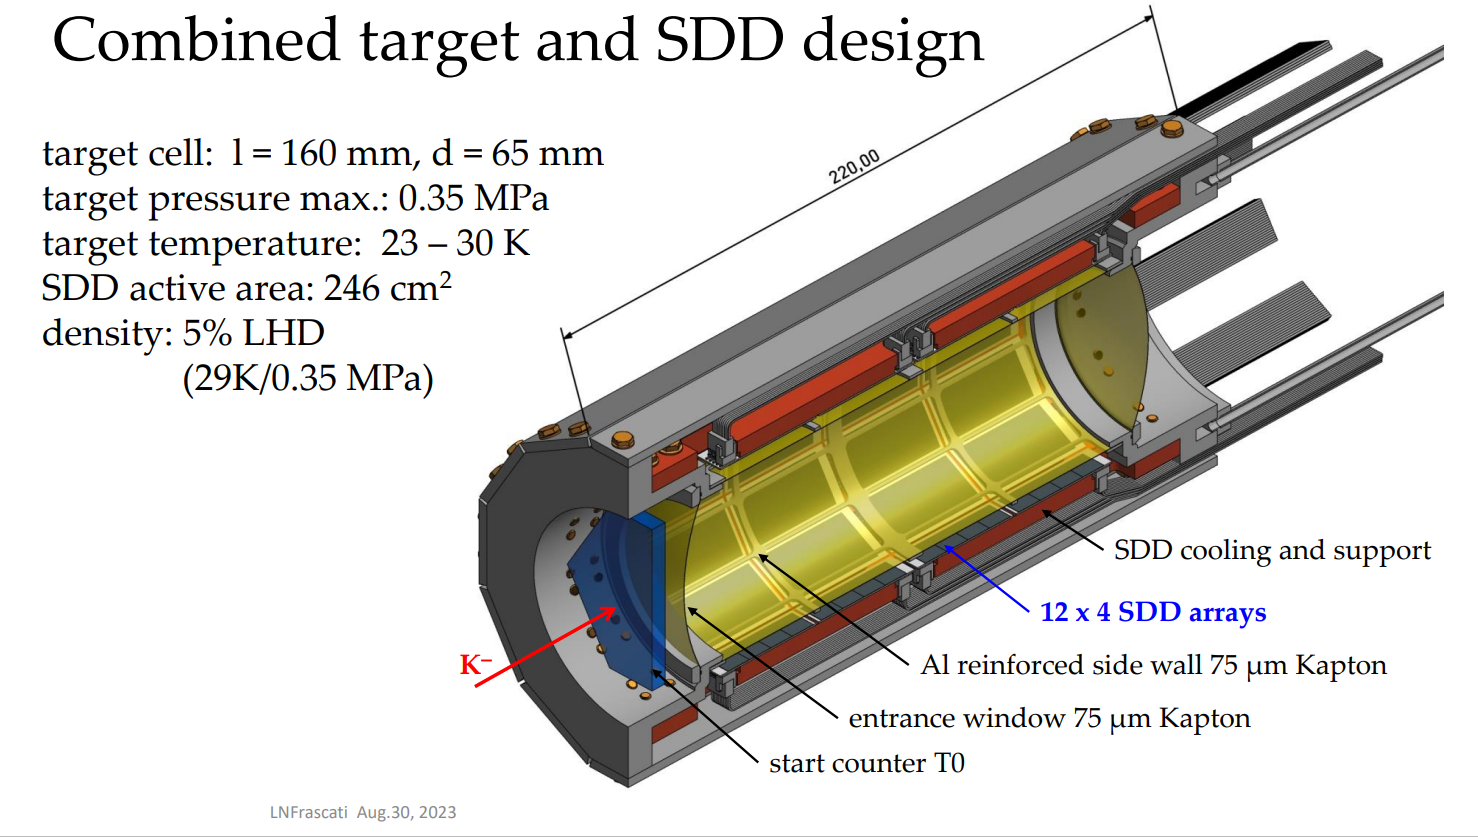 Combined target and SDD design
target cell:  l = 160 mm, d = 65 mm
target pressure max.: 0.35 MPa
target temperature:  23 – 30 K
SDD active area: 246 cm²
density: 5% LHD
(29K/0.35 MPa)
220,00
SDD cooling and support
12 x 4 SDD arrays
K⁻
Al reinforced side wall 75 µm Kapton
entrance window 75 µm Kapton
start counter T0
LNFrascati  Aug.30, 2023